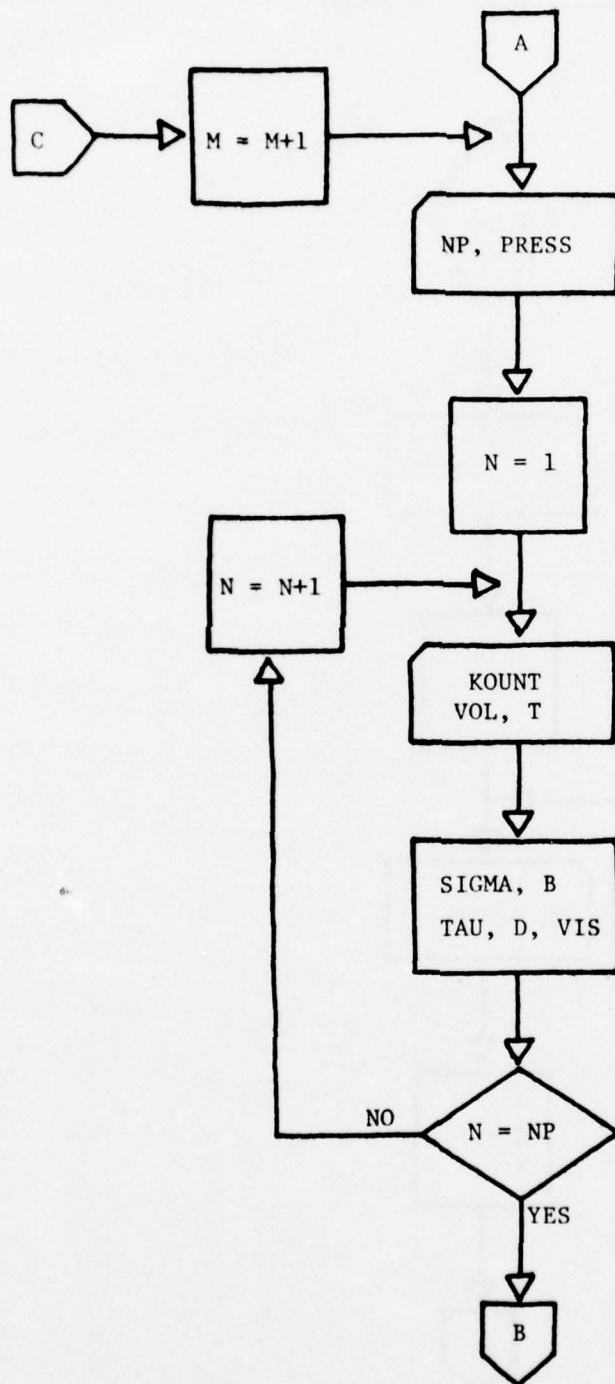 A
C
M = M+1
NP, PRESS
N = 1
N = N+1
KOUNT
VOL, T
SIGMA, B
TAU, D, VIS
N = NP
NO
YES
B